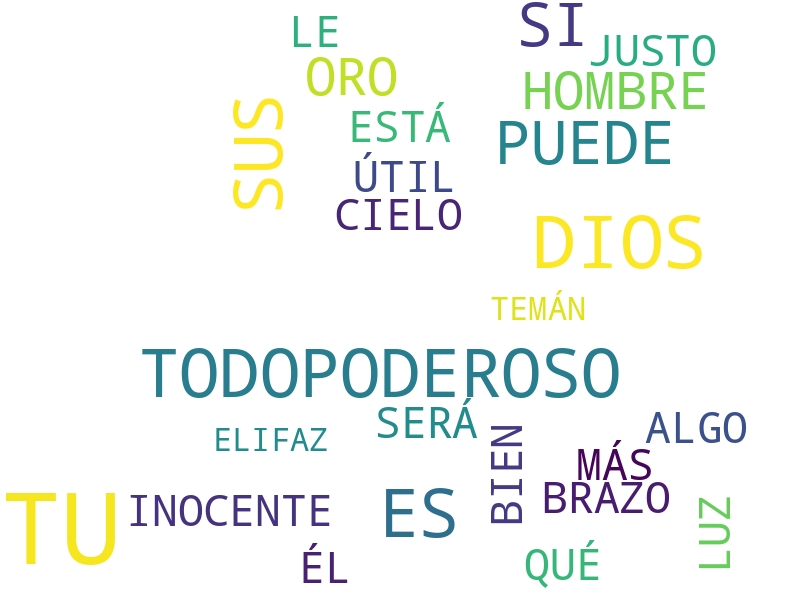 LE
SI
JUSTO
ORO
HOMBRE
SUS
ESTÁ
PUEDE
ÚTIL
CIELO
DIOS
TEMÁN
TODOPODEROSO
SERÁ
ALGO
ELIFAZ
BIEN
MÁS
BRAZO
TU
INOCENTE
ES
LUZ
ÉL
QUÉ